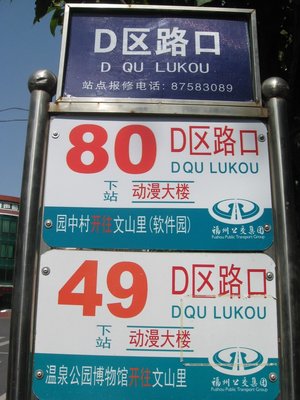 D区路口
D QU LUKOU
站点报修电话: 87583089
80 D区路口
D QU LUKOU
下站 动漫大楼
园中村开往文山里(软件园)
福州公交集团
Fuzhou Public Transport Group
49 D区路口
D QU LUKOU
下站 动漫大楼
温泉公园博物馆开往文山里
福州公交集团
Fuzhou Public Transport Group